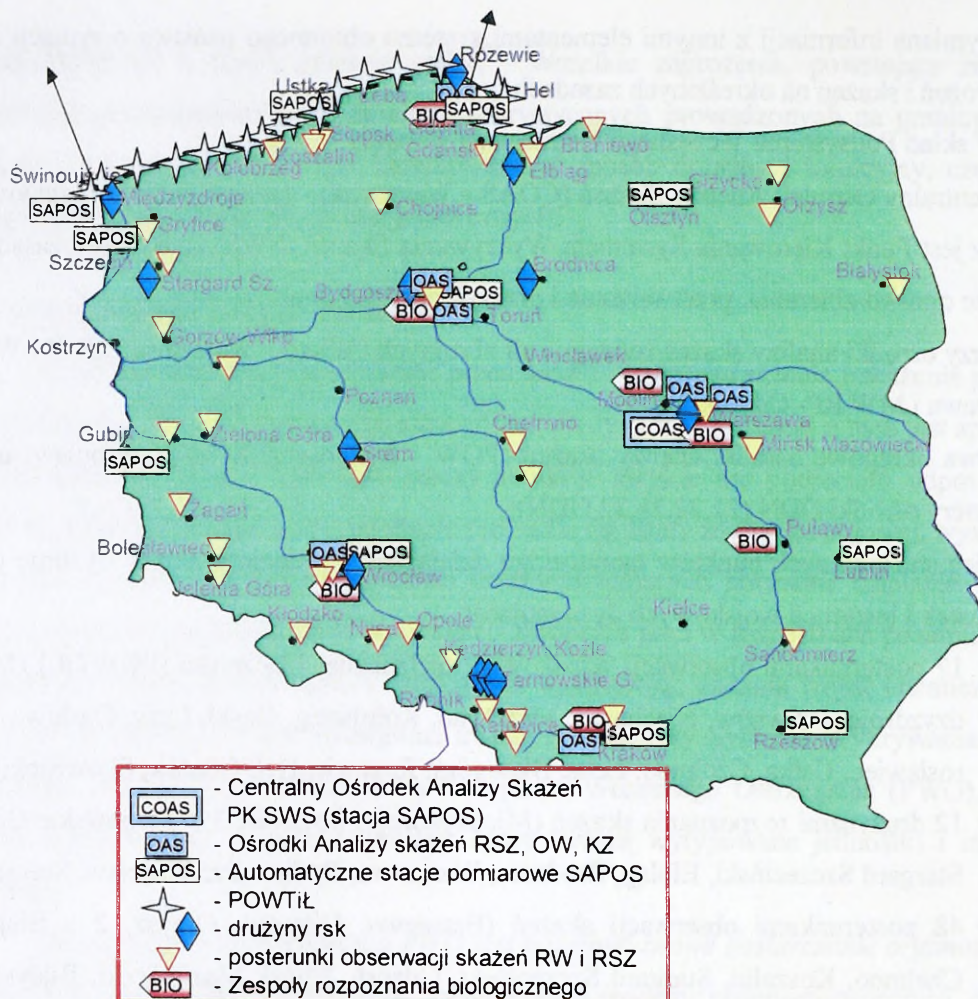 Rozewie
Ustka
Łeba
OAS
Hel
SAPOS
BIO
SAPOS
Słupsk
Gdynia
Koszalin
Gdańsk
Braniewo
Kołobrzeg
Elbląg
Świnoujście
Międzyzdroje
Giżycko
SAPOS
Chojnice
SAPOS
Olsztyn
Orzysz
Gryfice
SAPOS
Szczecin
Stargard Sz.
OAS
Brodnica
Białystok
Bydgoszcz
SAPOS
BIO
OAS
Toruń
Gorzów Wlkp
Kostrzyn
Włocławek
BIO
Modlin
OAS
OAS
Poznań
Warszawa
COAS
BIO
Chełmno
Mińsk Mazowiecki
Gubin
Zielona Góra
Śrem
SAPOS
Żagań
Puławy
BIO
SAPOS
Lublin
Bolesławiec
OAS
SAPOS
Wrocław
Jelenia Góra
BIO
Kłodzko
Nysa
Opole
Kielce
Sandomierz
Kędzierzyn Koźle
Tarnowskie G.
Rybnik
Katowice
BIO
SAPOS
OAS
Kraków
SAPOS
Rzeszów
COAS - Centralny Ośrodek Analizy Skażeń
PK SWS (stacja SAPOS)
OAS - Ośrodki Analizy skażeń RSZ, OW, KZ
SAPOS - Automatyczne stacje pomiarowe SAPOS
- POWTiŁ
- drużyny rsk
- posterunki obserwacji skażeń RW i RSZ
BIO - Zespoły rozpoznania biologicznego